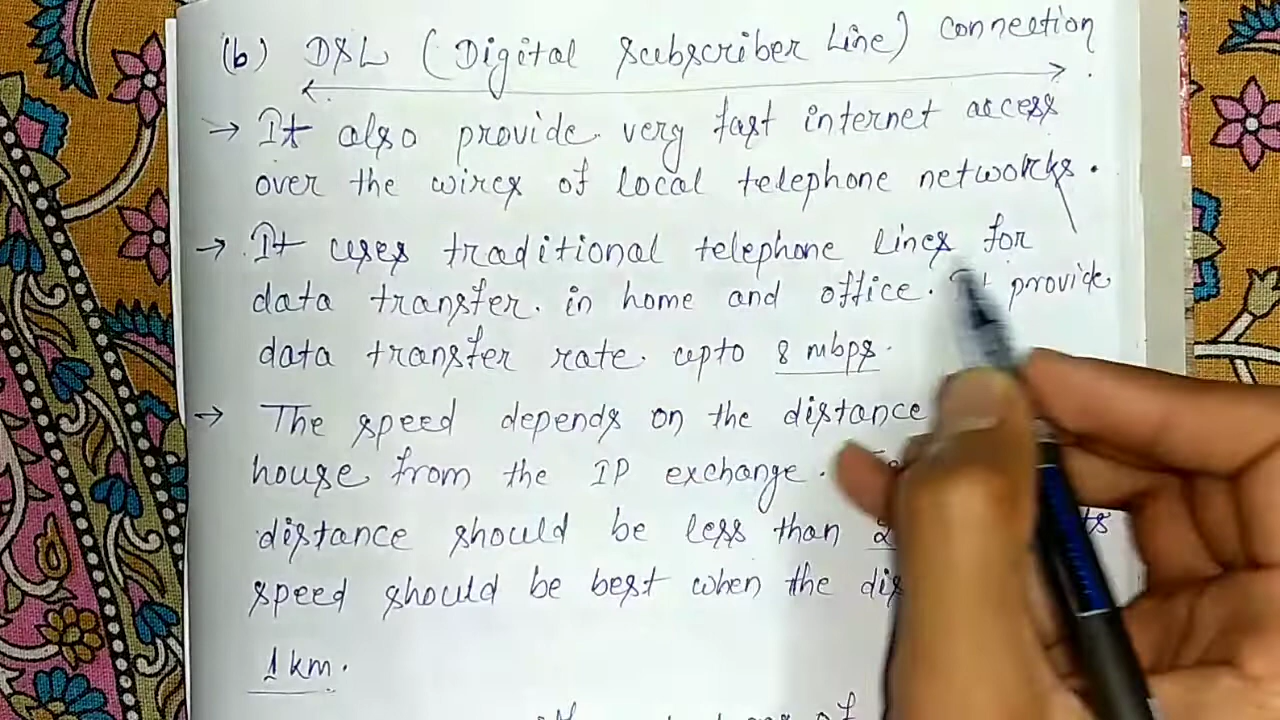 (b) DSL (Digital Subscriber Line) Connection
→ It also provide very fast internet access
over the wires of local telephone networks.
→ It uses traditional telephone lines for
data transfer. in home and office. It provide
data transfer rate upto 8 mbps.
→ The speed depends on the distance
house from the IP exchange.
distance should be less than 2
speed should be best when the dis
1 km.